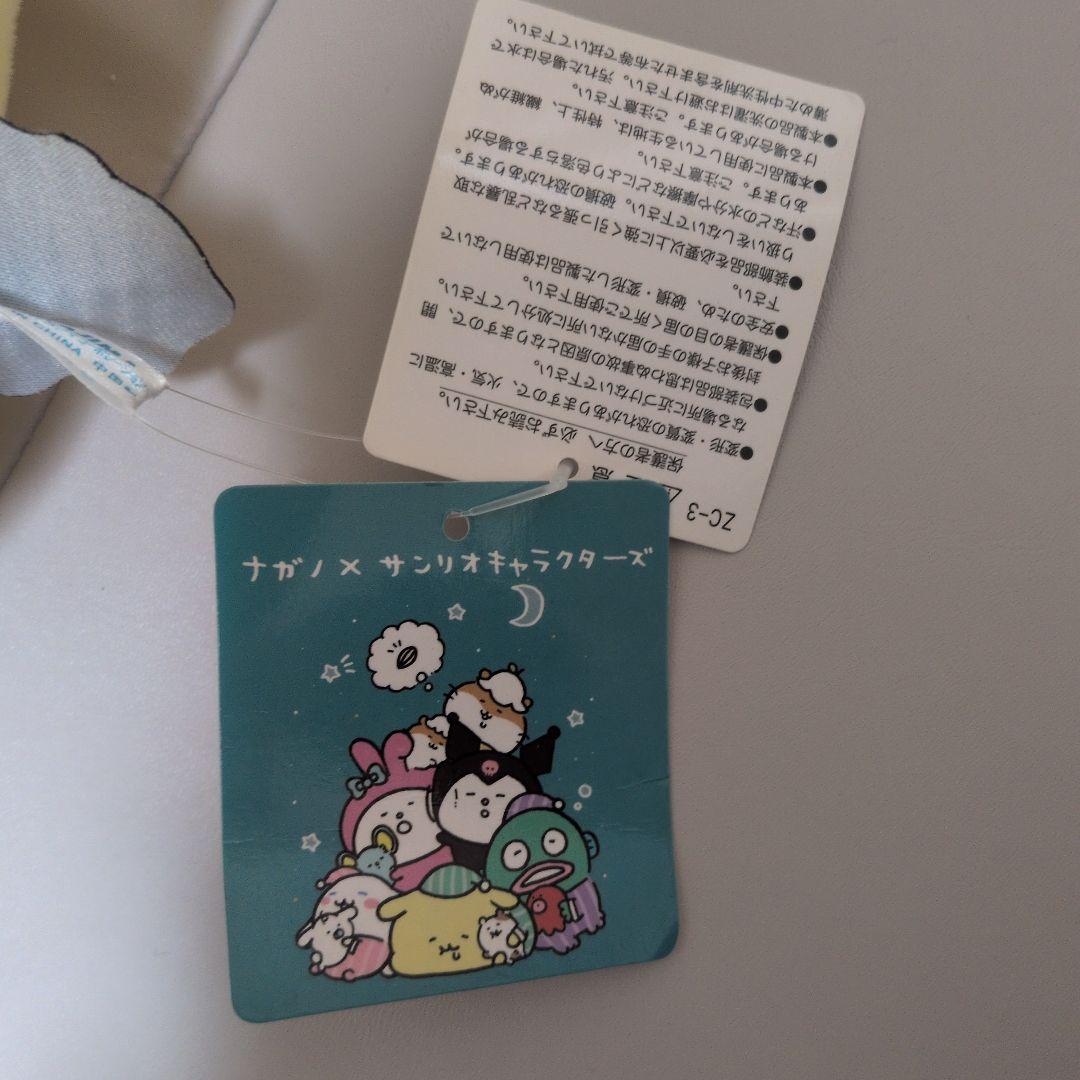 ナガノ×サンリオキャラクターズ
ZC-3
保護者の方へ 必ずお読み下さい。
●変形・変質の恐れがありますので、火気・高温に
なる場所に近づけないで下さい。
●包装部品は思わぬ事故の原因となりますので、開
封後お子様の手の届かない所に処分して下さい。
●保護者の目の届く所でご使用下さい。
●安全のため、破損・変形した製品は使用しないで
下さい。
●装飾部品を必要以上に強く引っ張るなど乱暴な取
り扱いをしないで下さい。破損の恐れがあります。
●汗などの水分や摩擦などにより色落ちする場合が
あります。ご注意下さい。
●本製品に使用している生地は、特性上、繊維がぬ
ける場合があります。ご注意下さい。
●本製品の洗濯はお避け下さい。汚れた場合は水で
薄めた中性洗剤を含ませた布等で拭いて下さい。
CHINA 中国製